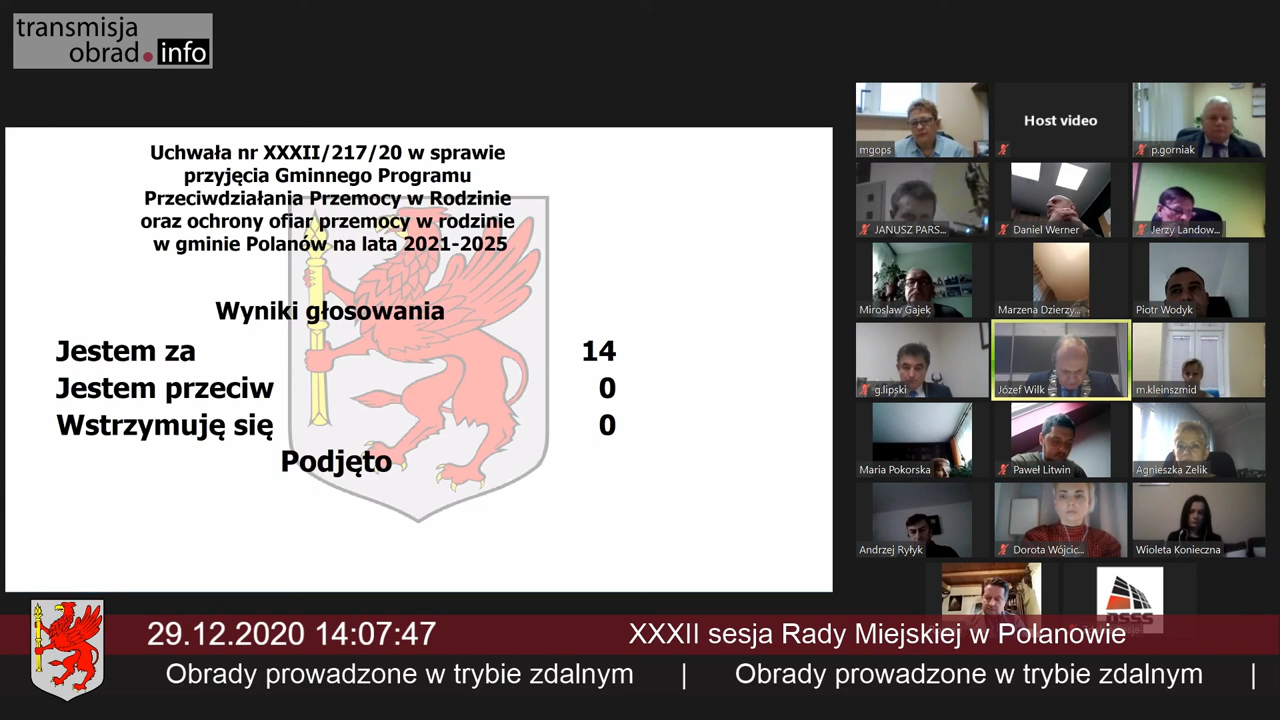 transmisja
obrad.info
Uchwała nr XXXII/217/20 w sprawie
przyjęcia Gminnego Programu
Przeciwdziałania Przemocy w Rodzinie
oraz ochrony ofiar przemocy w rodzinie
w gminie Polanów na lata 2021-2025
Wyniki głosowania
Jestem za 14
Jestem przeciw 0
Wstrzymuję się 0
Podjęto
mgops
Host video
p.gorniak
JANUSZ PARS...
Daniel Werner
Jerzy Landow...
Miroslaw Gajek
Marzena Dzierzy...
Piotr Wodyk
g.lipski
Józef Wilk
m.kleinszmid
Maria Pokorska
Paweł Litwin
Agnieszka Zelik
Andrzej Ryłyk
Dorota Wójcic...
Wioleta Konieczna
29.12.2020 14:07:47
XXXII sesja Rady Miejskiej w Polanowie
Obrady prowadzone w trybie zdalnym | Obrady prowadzone w trybie zdalnym |